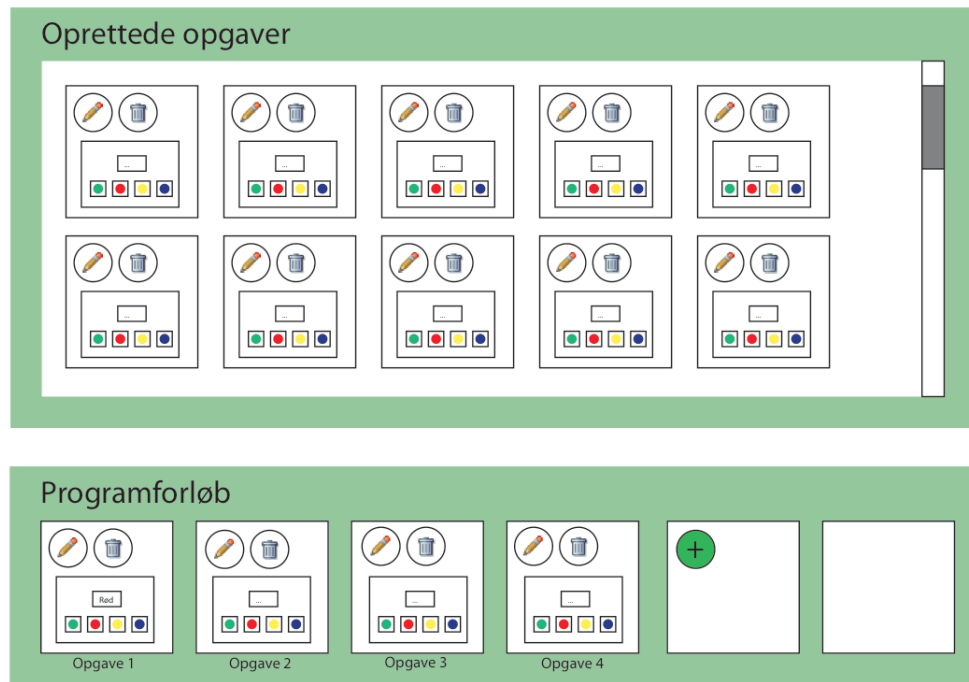 Oprettede opgaver
... ... ... ... ...
... ... ... ... ...
Programforløb
+
Rød ... ... ...
Opgave 1 Opgave 2 Opgave 3 Opgave 4